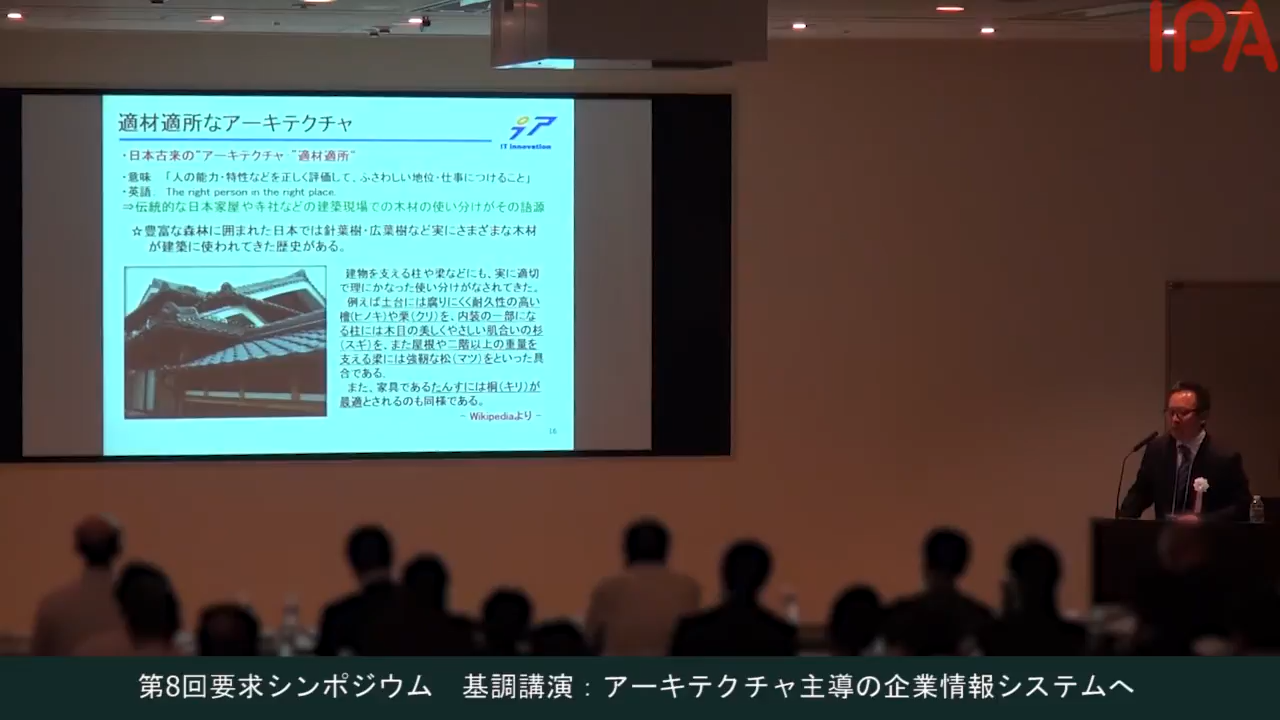 IPA
適材適所なアーキテクチャ
IT Innovation
・日本古来の"アーキテクチャ "適材適所"
・意味　「人の能力・特性などを正しく評価して、ふさわしい地位・仕事につけること」
・英語　The right person in the right place.
⇒伝統的な日本家屋や寺社などの建築現場での木材の使い分けがその語源
☆豊富な森林に囲まれた日本では針葉樹・広葉樹など実にさまざまな木材
が建築に使われてきた歴史がある。
建物を支える柱や梁などにも、実に適切
で理にかなった使い分けがなされてきた。
例えば土台には腐りにくく耐久性の高い
檜(ヒノキ)や栗(クリ)を、内装の一部にな
る柱には木目の美しくやさしい肌合いの杉
(スギ)を、また屋根や二階以上の重量を
支える梁には強靭な松(マツ)をといった具
合である。
また、家具であるたんすには桐(キリ)が
最適とされるのも同様である。
－ Wikipediaより －
16
第8回要求シンポジウム　基調講演：アーキテクチャ主導の企業情報システムへ